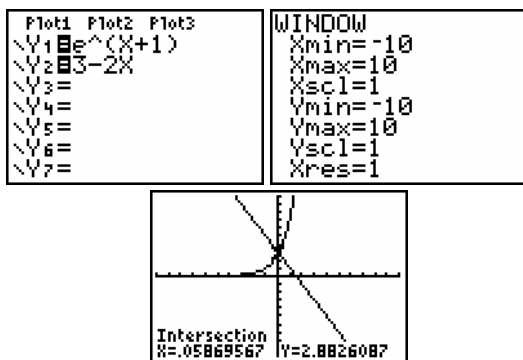 Plot1 Plot2 Plot3
\Y1=e^(X+1)
\Y2=3-2X
\Y3=
\Y4=
\Y5=
\Y6=
\Y7=
WINDOW
Xmin=-10
Xmax=10
Xscl=1
Ymin=-10
Ymax=10
Yscl=1
Xres=1
Intersection
X=.05869567 Y=2.8826087